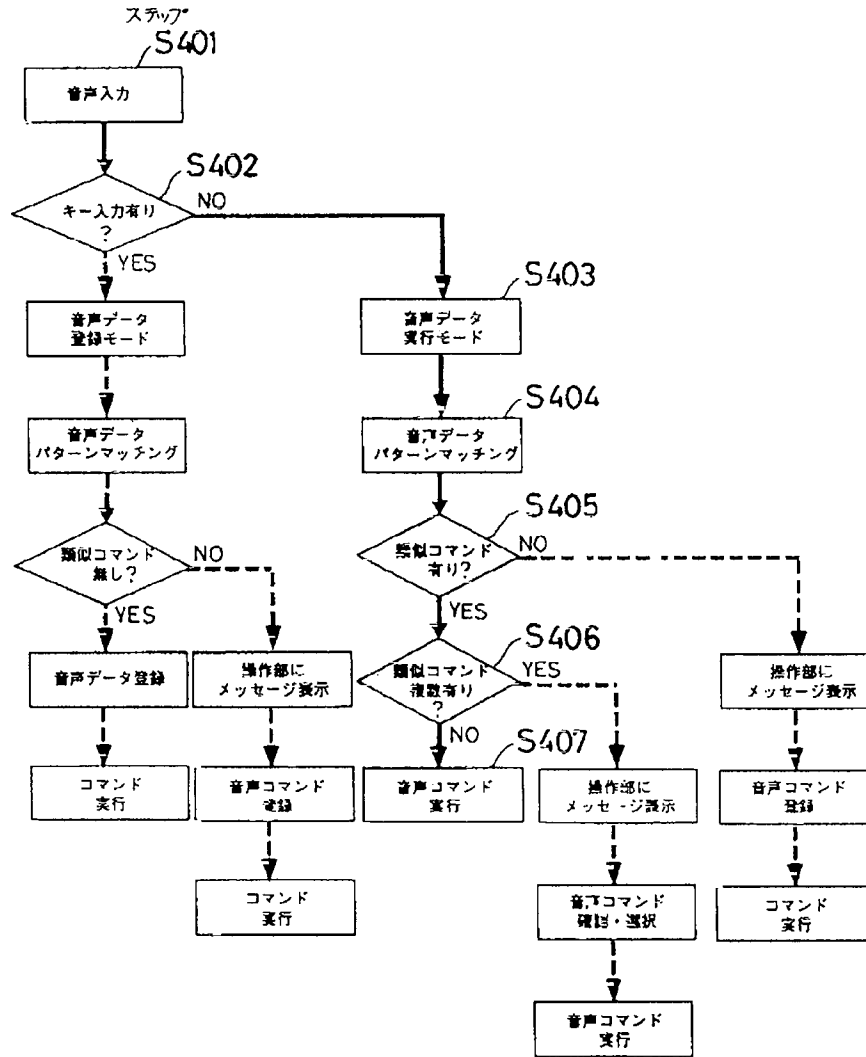 ステップ
S401
音声入力
S402
キー入力有り
?
NO
YES
S403
音声データ
登録モード
音声データ
実行モード
S404
音声データ
パターンマッチング
音声データ
パターンマッチング
S405
類似コマンド
無し?
NO
YES
類似コマンド
有り?
NO
YES
S406
音声データ登録
操作部に
メッセージ表示
類似コマンド
複数有り
?
YES
NO
操作部に
メッセージ表示
S407
コマンド
実行
音声コマンド
登録
音声コマンド
実行
操作部に
メッセージ表示
音声コマンド
登録
コマンド
実行
音声コマンド
確認・選択
コマンド
実行
音声コマンド
実行